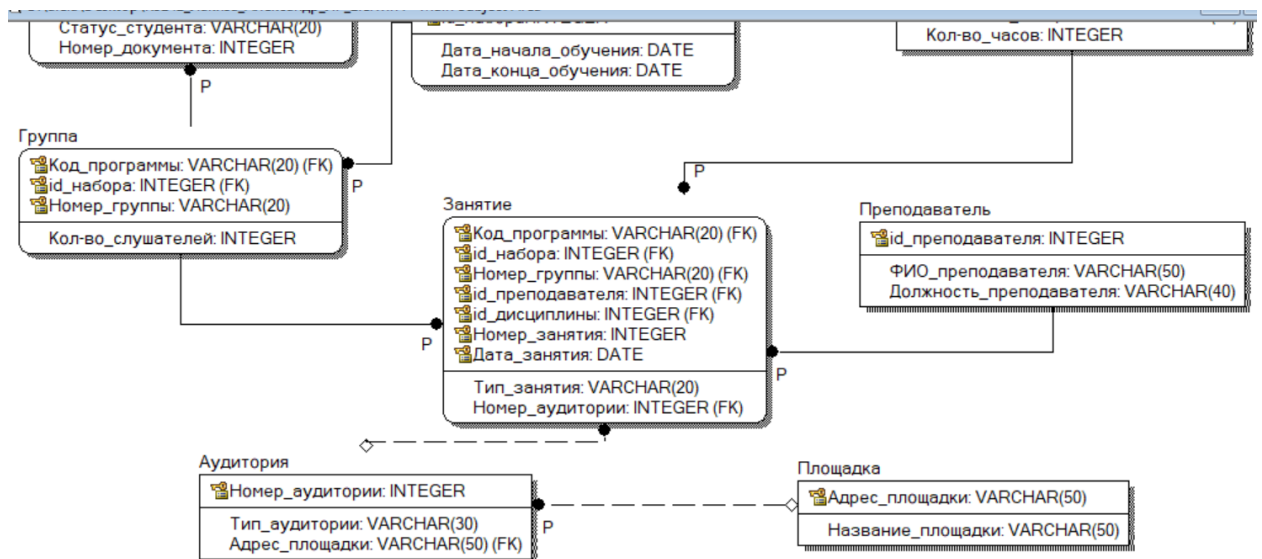 Статус_студента: VARCHAR(20)
Номер_документа: INTEGER
Дата_начала_обучения: DATE
Дата_конца_обучения: DATE
Кол-во_часов: INTEGER
P
Группа
Код_программы: VARCHAR(20) (FK)
id_набора: INTEGER (FK)
Номер_группы: VARCHAR(20)
Кол-во_слушателей: INTEGER
P
P
Занятие
Код_программы: VARCHAR(20) (FK)
id_набора: INTEGER (FK)
Номер_группы: VARCHAR(20) (FK)
id_преподавателя: INTEGER (FK)
id_дисциплины: INTEGER (FK)
Номер_занятия: INTEGER
Дата_занятия: DATE
Тип_занятия: VARCHAR(20)
Номер_аудитории: INTEGER (FK)
P
Преподаватель
id_преподавателя: INTEGER
ФИО_преподавателя: VARCHAR(50)
Должность_преподавателя: VARCHAR(40)
P
Аудитория
Номер_аудитории: INTEGER
Тип_аудитории: VARCHAR(30)
Адрес_площадки: VARCHAR(50) (FK)
P
Площадка
Адрес_площадки: VARCHAR(50)
Название_площадки: VARCHAR(50)